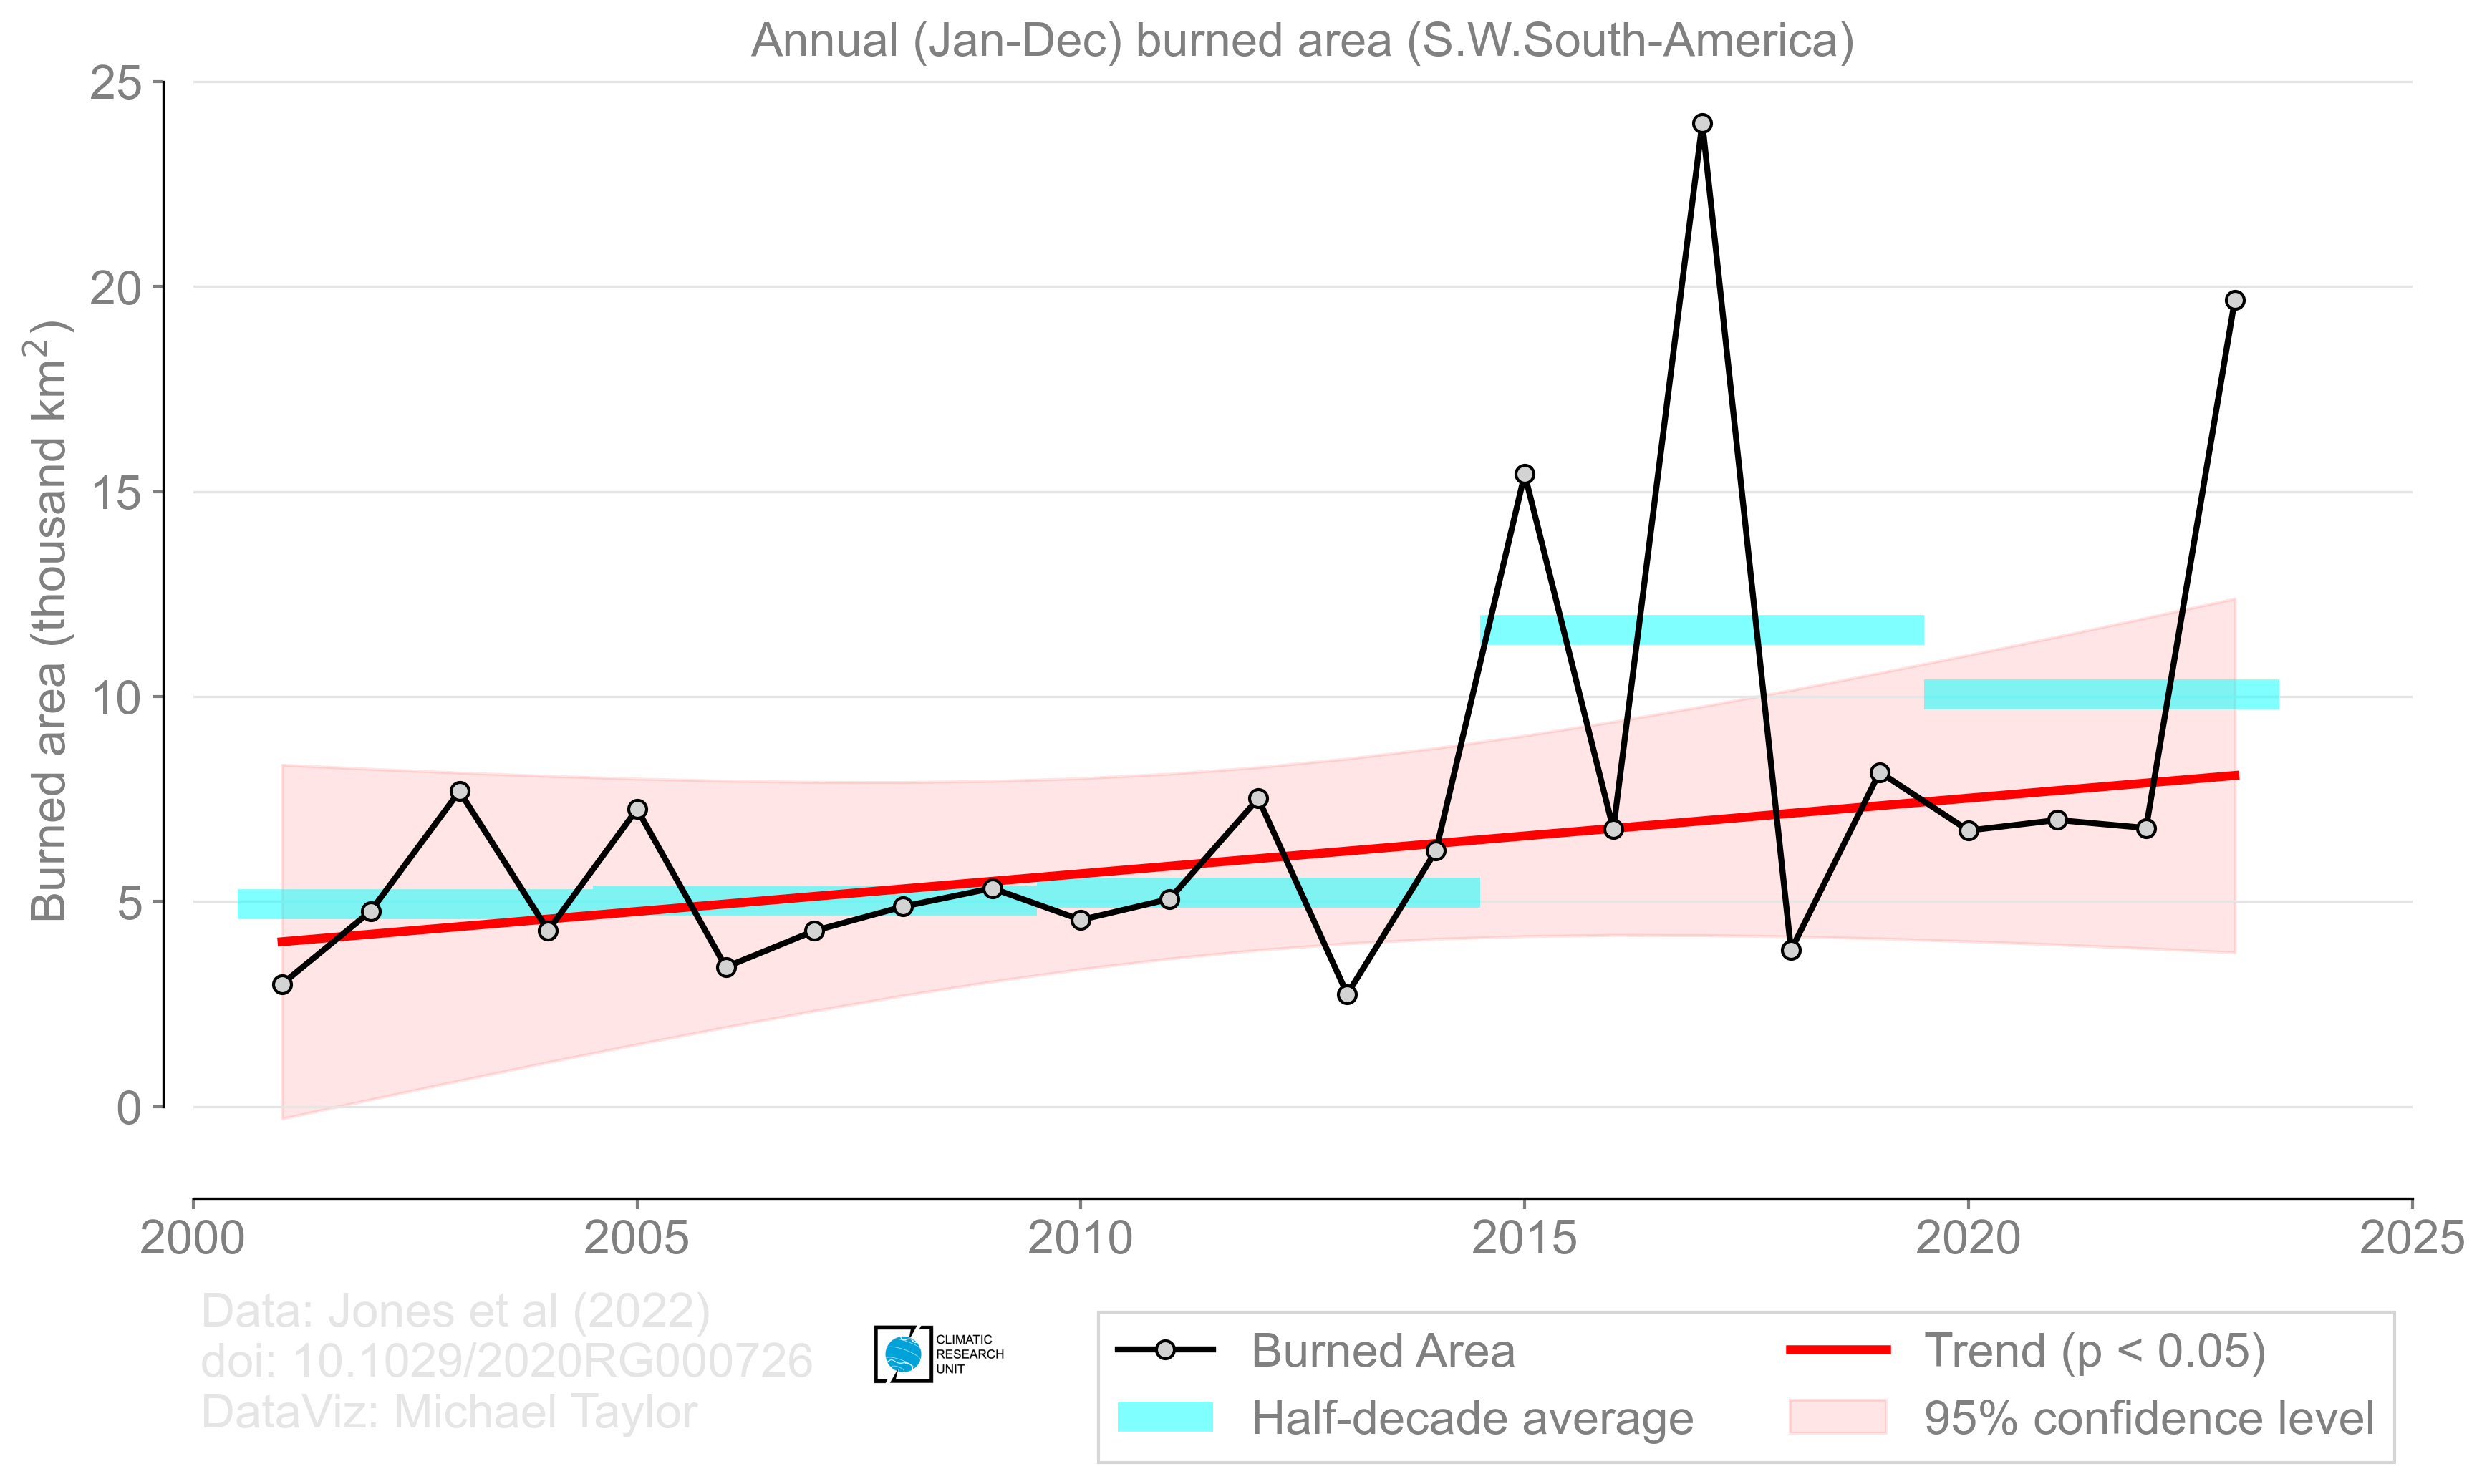 Annual (Jan-Dec) burned area (S.W.South-America)
Burned area (thousand km²)
25
20
15
10
5
0
2000 2005 2010 2015 2020 2025
Data: Jones et al (2022)
doi: 10.1029/2020RG000726
DataViz: Michael Taylor
CLIMATIC
RESEARCH
UNIT
Burned Area
Half-decade average
Trend (p < 0.05)
95% confidence level